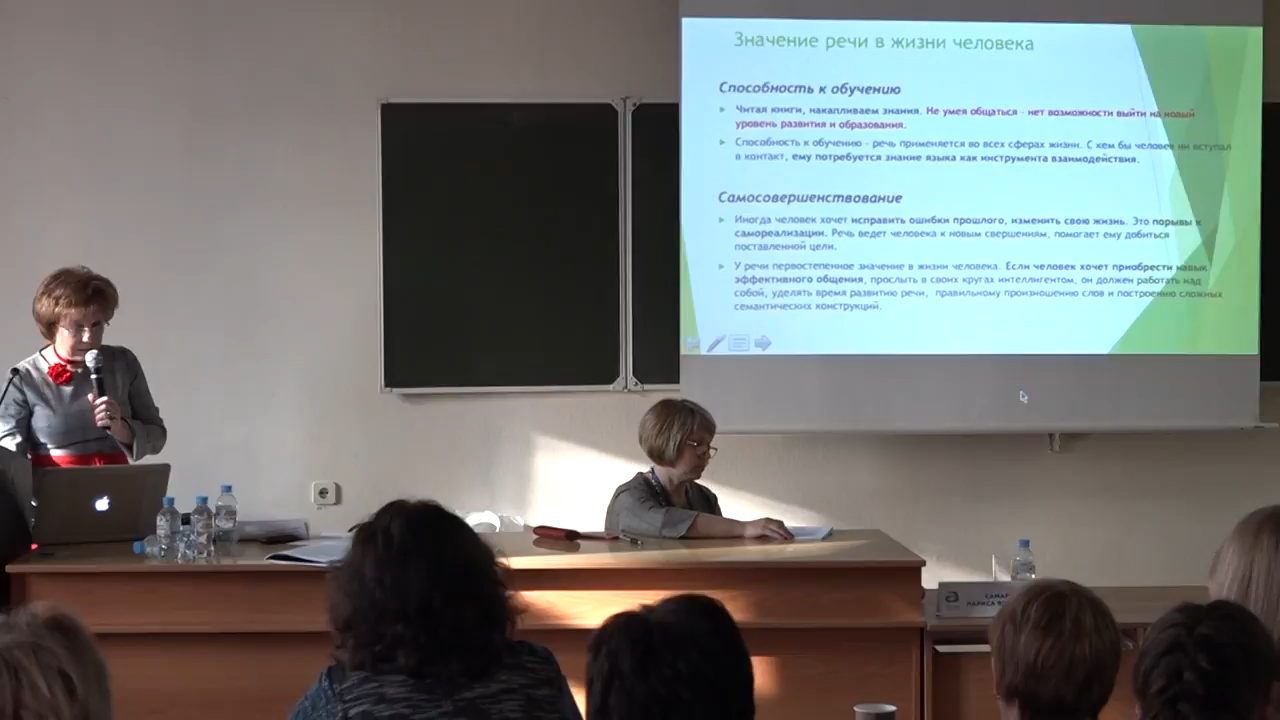 Значение речи в жизни человека
Способность к обучению
Читая книги, накапливаем знания. Не умея общаться - нет возможности выйти на новый
уровень развития и образования.
Способность к обучению - речь применяется во всех сферах жизни. С кем бы человек ни вступал
в контакт, ему потребуется знание языка как инструмента взаимодействия.
Самосовершенствование
Иногда человек хочет исправить ошибки прошлого, изменить свою жизнь. Это порывы к
самореализации. Речь ведет человека к новым свершениям, помогает ему добиться
поставленной цели.
У речи первостепенное значение в жизни человека. Если человек хочет приобрести навык
эффективного общения, прослыть в своих кругах интеллигентом, он должен работать над
собой, уделять время развитию речи, правильному произношению слов и построению сложных
семантических конструкций.
ЛАРИСА